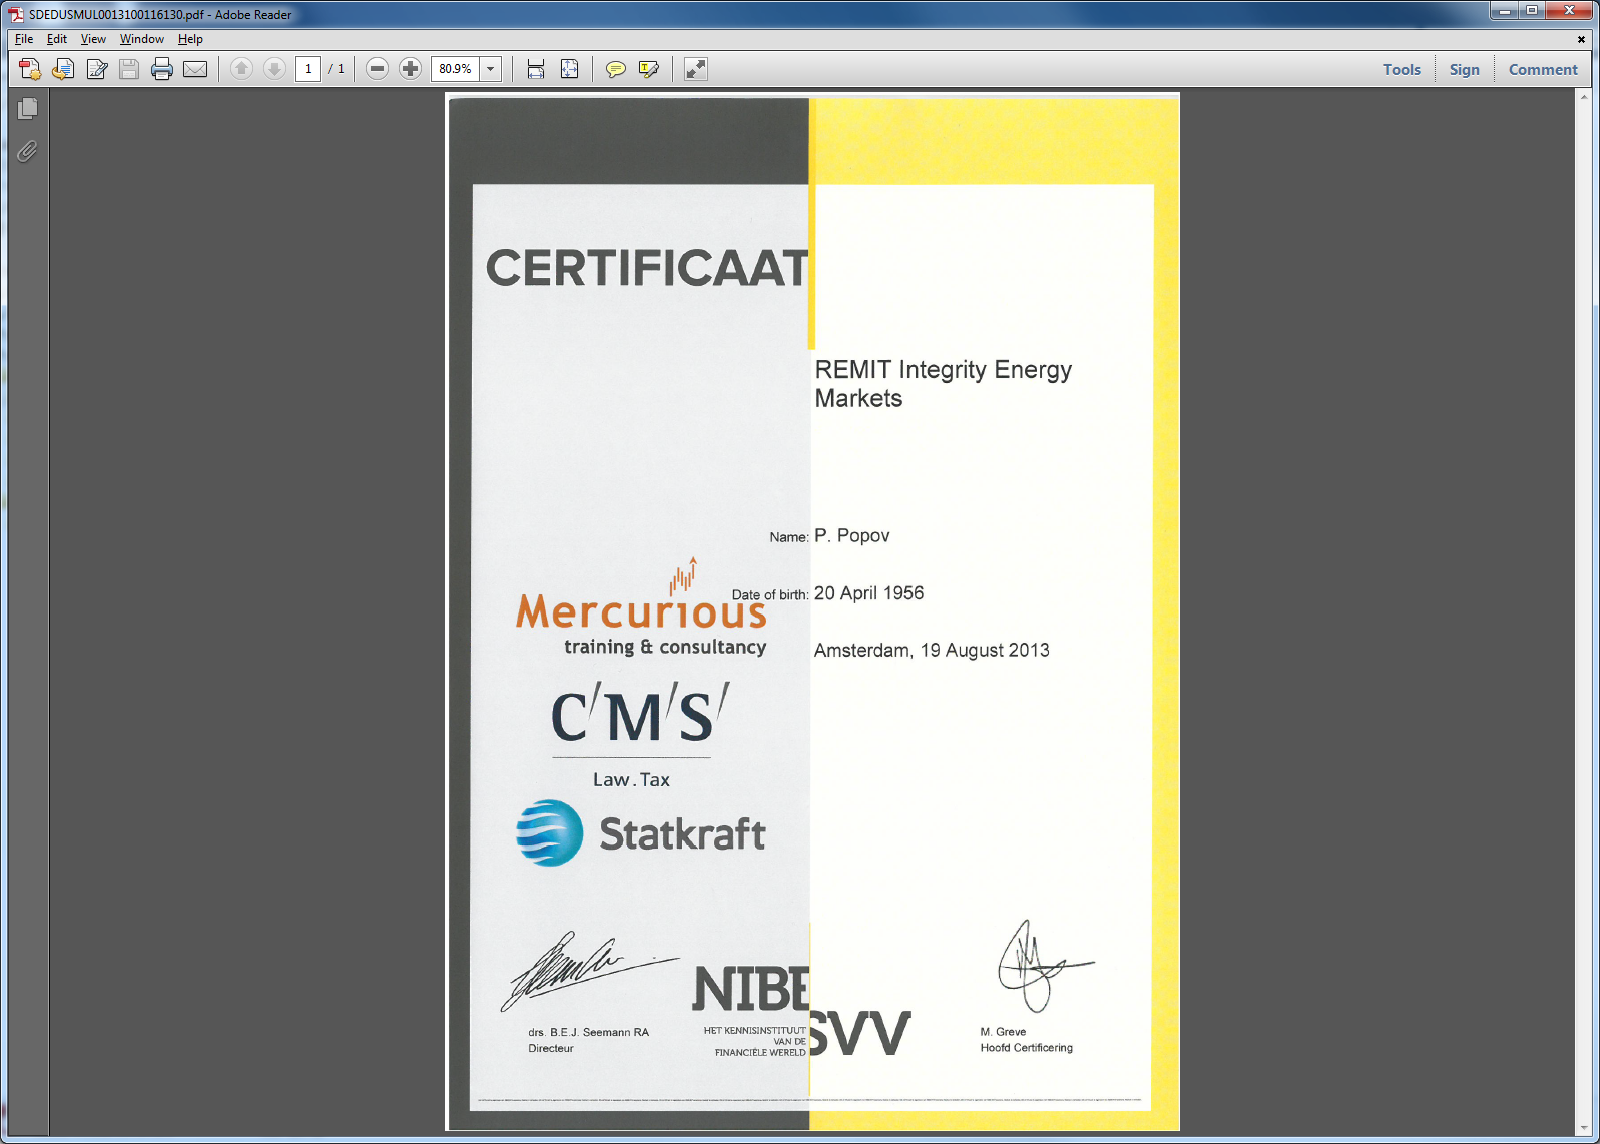 SDEDUSMUL0013100116130.pdf - Adobe Reader
File Edit View Window Help
1 / 1 80.9% Tools Sign Comment
CERTIFICAAT
REMIT Integrity Energy
Markets
Name: P. Popov
Date of birth: 20 April 1956
Mercurious
training & consultancy
Amsterdam, 19 August 2013
C/M/S/
Law.Tax
Statkraft
NIBE
SVV
HET KENNISINSTITUUT
VAN DE
FINANCIËLE WERELD
drs. B.E.J. Seemann RA
Directeur
M. Greve
Hoofd Certificering